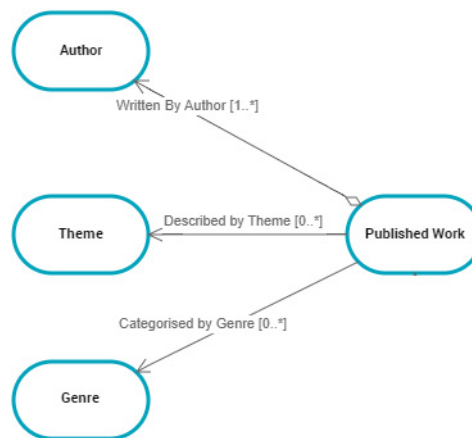 Author
Written By Author [1..*]
Described by Theme [0..*]
Theme
Published Work
Categorised by Genre [0..*]
Genre